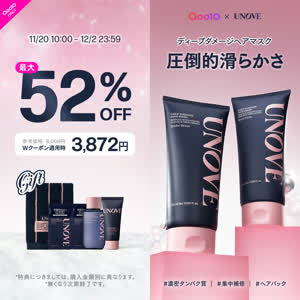 Qoo10
11/20 10:00 - 12/2 23:59
最大
52%
OFF
Wクーポン適用時 3,872円
Gift
UNOVE
*特典につきましては、購入金額別に異なります。
*無くなり次第終了です。
Qoo10 × UNOVE
ディープダメージヘアマスク
圧倒的滑らかさ
UNOVE
UNOVE
#濃密タンパク質 | #集中補修 | #ヘアパック